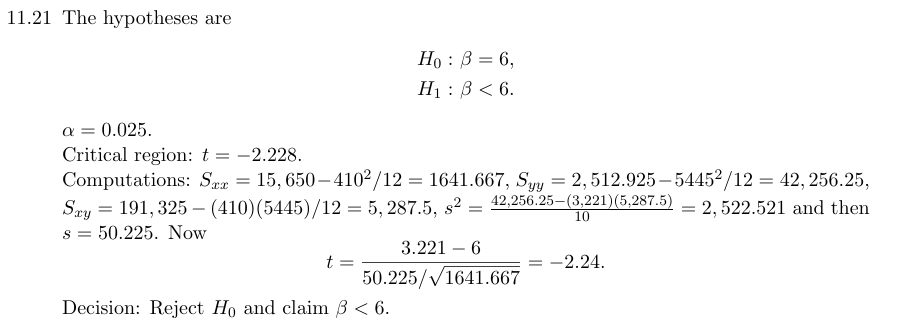 11.21 The hypotheses are
H₀ : β = 6,
H₁ : β < 6.
α = 0.025.
Critical region: t = −2.228.
Computations: Sₓₓ = 15, 650−410²/12 = 1641.667, S_yy = 2, 512.925−5445²/12 = 42, 256.25,
S_xy = 191, 325 − (410)(5445)/12 = 5, 287.5, s² = (42,256.25−(3,221)(5,287.5))/10 = 2, 522.521 and then
s = 50.225. Now
t = (3.221 − 6)/(50.225/√1641.667) = −2.24.
Decision: Reject H₀ and claim β < 6.